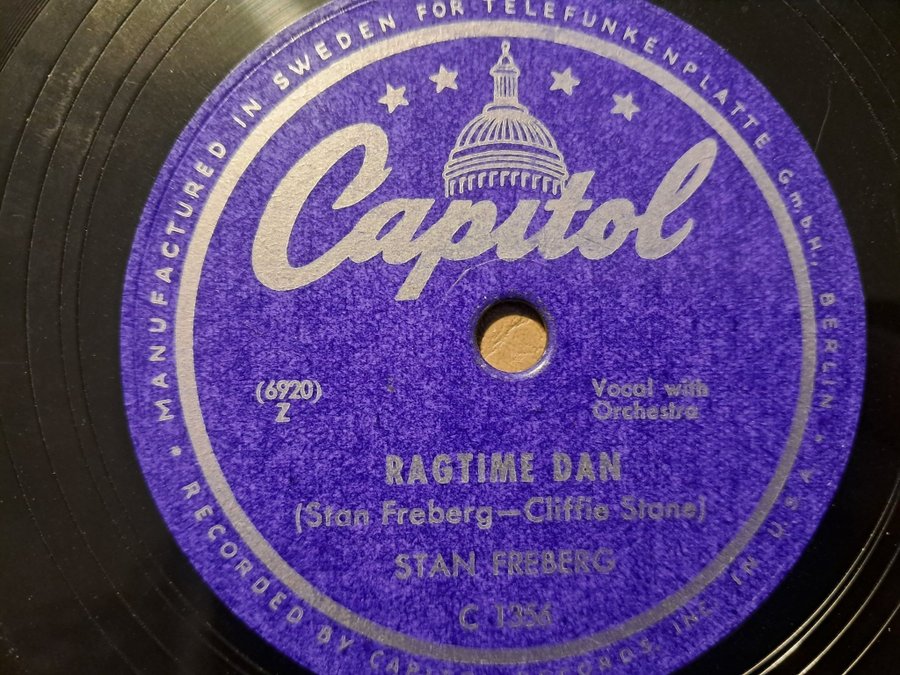 MANUFACTURED IN SWEDEN FOR TELEFUNKENPLATTE G.m.b.H., BERLIN
Capitol
(6920)
Z
Vocal with
Orchestra
RAGTIME DAN
(Stan Freberg—Cliffie Stone)
STAN FREBERG
C 1356
RECORDED BY CAPITOL RECORDS, INC. IN U.S.A.